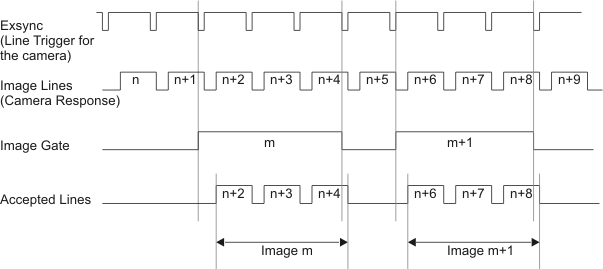 Exsync
(Line Trigger for
the camera)
Image Lines
(Camera Response)
n n+1 n+2 n+3 n+4 n+5 n+6 n+7 n+8 n+9
Image Gate
m m+1
Accepted Lines
n+2 n+3 n+4 n+6 n+7 n+8
Image m Image m+1